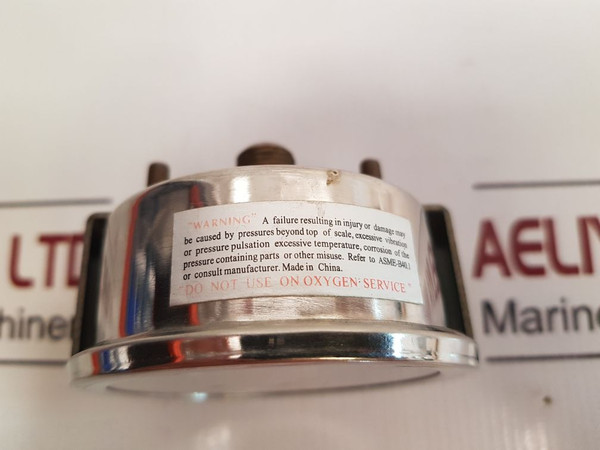 "WARNING" A failure resulting in injury or damage may
be caused by pressures beyond top of scale, excessive vibration
or pressure pulsation excessive temperature, corrosion of the
pressure containing parts or other misuse. Refer to ASME-B40.1
or consult manufacturer. Made in China.
"DO NOT USE ON OXYGEN SERVICE"
LTD
AELI
Marine